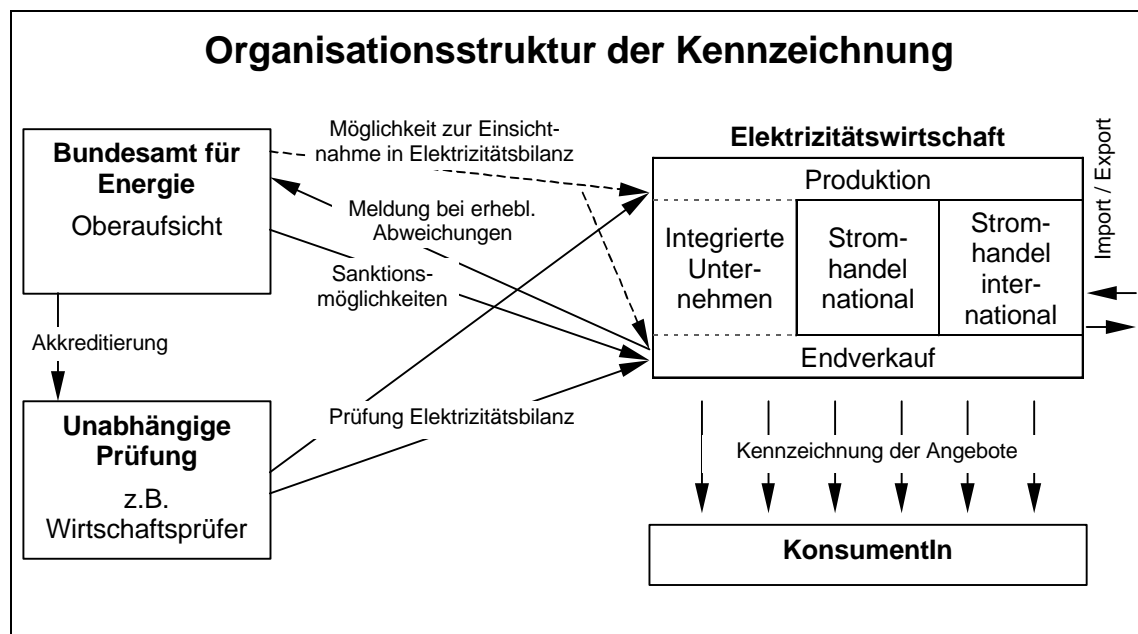 Organisationsstruktur der Kennzeichnung
Bundesamt für
Energie
Oberaufsicht
Möglichkeit zur Einsicht-
nahme in Elektrizitätsbilanz
Meldung bei erhebl.
Abweichungen
Sanktions-
möglichkeiten
Akkreditierung
Unabhängige
Prüfung
z.B.
Wirtschaftsprüfer
Prüfung Elektrizitätsbilanz
Elektrizitätswirtschaft
Produktion
Integrierte
Unter-
nehmen
Strom-
handel
national
Strom-
handel
inter-
national
Endverkauf
Import / Export
Kennzeichnung der Angebote
KonsumentIn